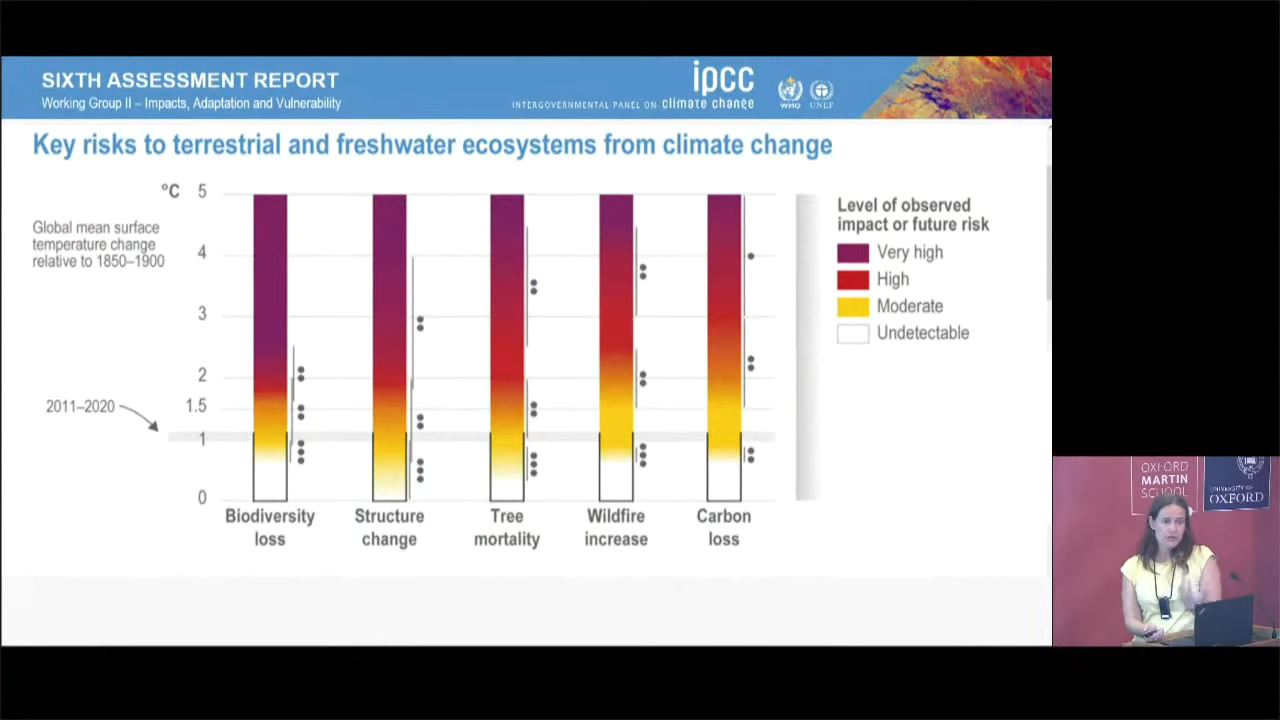 SIXTH ASSESSMENT REPORT
Working Group II – Impacts, Adaptation and Vulnerability
ipcc
INTERGOVERNMENTAL PANEL ON climate change
WMO
UNEP
Key risks to terrestrial and freshwater ecosystems from climate change
°C
5
4
3
2
1.5
1
0
Global mean surface
temperature change
relative to 1850–1900
2011–2020
Biodiversity
loss
Structure
change
Tree
mortality
Wildfire
increase
Carbon
loss
Level of observed
impact or future risk
Very high
High
Moderate
Undetectable
OXFORD
MARTIN
SCHOOL
UNIVERSITY OF
OXFORD